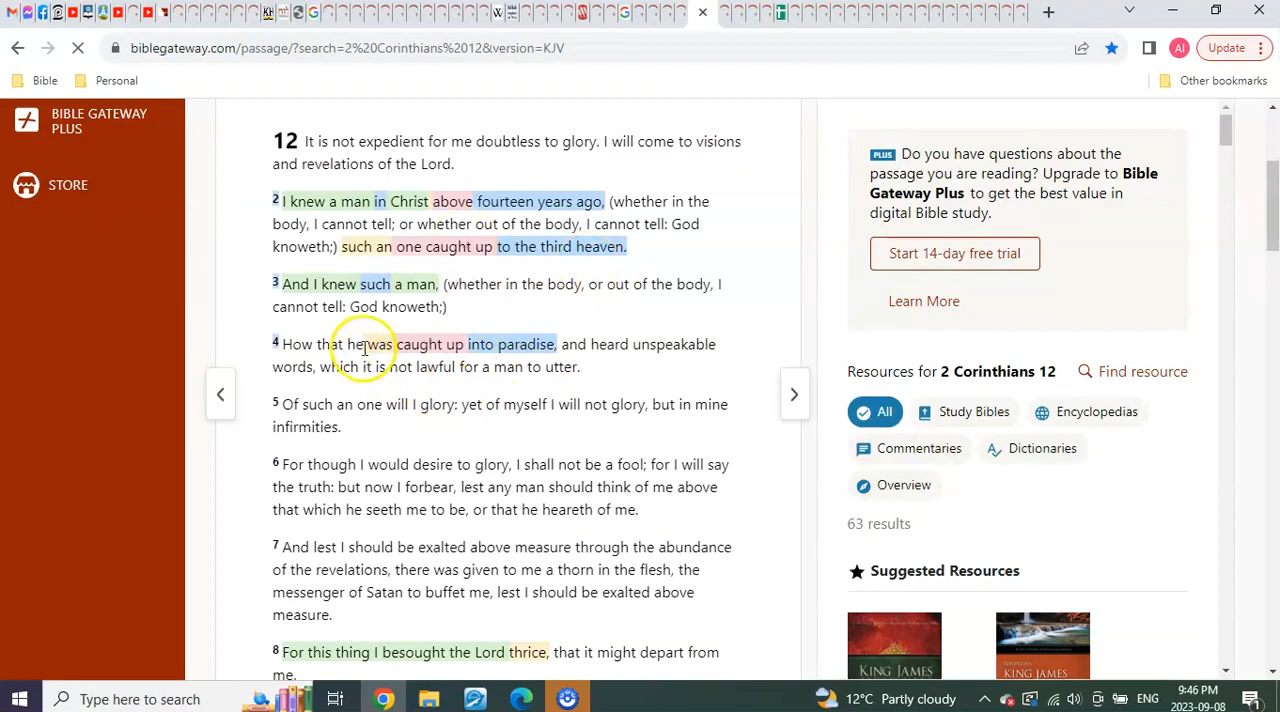 biblegateway.com/passage/?search=2%20Corinthians%2012&version=KJV
AI
Update
Bible
Personal
Other bookmarks
BIBLE GATEWAY
PLUS
STORE
12 It is not expedient for me doubtless to glory. I will come to visions
and revelations of the Lord.
2 I knew a man in Christ above fourteen years ago, (whether in the
body, I cannot tell; or whether out of the body, I cannot tell: God
knoweth;) such an one caught up to the third heaven.
3 And I knew such a man, (whether in the body, or out of the body, I
cannot tell: God knoweth;)
4 How that he was caught up into paradise, and heard unspeakable
words, which it is not lawful for a man to utter.
5 Of such an one will I glory: yet of myself I will not glory, but in mine
infirmities.
6 For though I would desire to glory, I shall not be a fool; for I will say
the truth: but now I forbear, lest any man should think of me above
that which he seeth me to be, or that he heareth of me.
7 And lest I should be exalted above measure through the abundance
of the revelations, there was given to me a thorn in the flesh, the
messenger of Satan to buffet me, lest I should be exalted above
measure.
8 For this thing I besought the Lord thrice, that it might depart from
me.
PLUS Do you have questions about the
passage you are reading? Upgrade to Bible
Gateway Plus to get the best value in
digital Bible study.
Start 14-day free trial
Learn More
Resources for 2 Corinthians 12
Find resource
All
Study Bibles
Encyclopedias
Commentaries
Dictionaries
Overview
63 results
Suggested Resources
KING JAMES
KING JAMES
Type here to search
12°C Partly cloudy
ENG
9:46 PM
2023-09-08